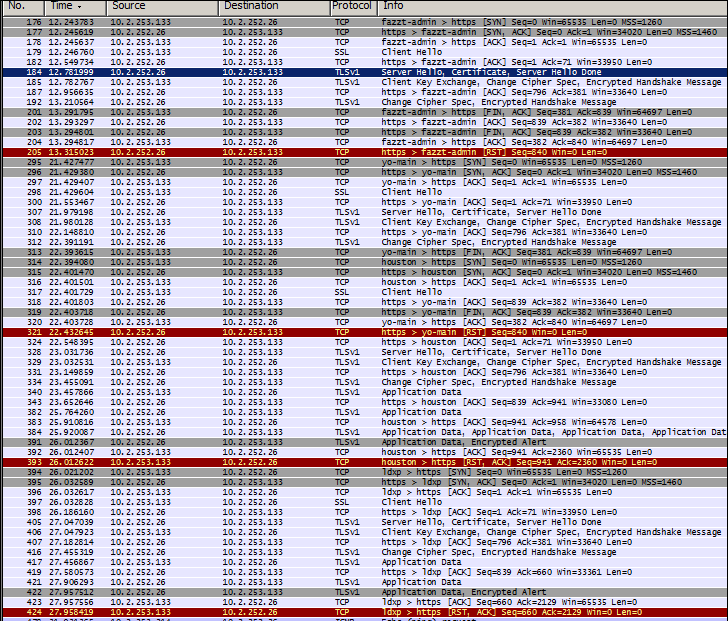 No. Time Source Destination Protocol Info
176 12.243783 10.2.253.133 10.2.252.26 TCP fazzt-admin > https [SYN] Seq=0 Win=65535 Len=0 MSS=1260
177 12.245619 10.2.252.26 10.2.253.133 TCP https > fazzt-admin [SYN, ACK] Seq=0 Ack=1 Win=34020 Len=0 MSS=1460
178 12.245637 10.2.253.133 10.2.252.26 TCP fazzt-admin > https [ACK] Seq=1 Ack=1 Win=65535 Len=0
179 12.246760 10.2.253.133 10.2.252.26 SSL Client Hello
182 12.549734 10.2.252.26 10.2.253.133 TCP https > fazzt-admin [ACK] Seq=1 Ack=71 Win=33950 Len=0
184 12.781999 10.2.252.26 10.2.253.133 TLSv1 Server Hello, Certificate, Server Hello Done
185 12.782767 10.2.253.133 10.2.252.26 TLSv1 Client Key Exchange, Change Cipher Spec, Encrypted Handshake Message
187 12.956635 10.2.252.26 10.2.253.133 TCP https > fazzt-admin [ACK] Seq=796 Ack=381 Win=33640 Len=0
192 13.210564 10.2.252.26 10.2.253.133 TLSv1 Change Cipher Spec, Encrypted Handshake Message
201 13.291795 10.2.253.133 10.2.252.26 TCP fazzt-admin > https [FIN, ACK] Seq=381 Ack=839 Win=64697 Len=0
202 13.293297 10.2.252.26 10.2.253.133 TCP https > fazzt-admin [ACK] Seq=839 Ack=382 Win=33640 Len=0
203 13.294801 10.2.252.26 10.2.253.133 TCP https > fazzt-admin [FIN, ACK] Seq=839 Ack=382 Win=33640 Len=0
204 13.294817 10.2.253.133 10.2.252.26 TCP fazzt-admin > https [ACK] Seq=382 Ack=840 Win=64697 Len=0
205 13.315023 10.2.252.26 10.2.253.133 TCP https > fazzt-admin [RST] Seq=840 Win=0 Len=0
295 21.427477 10.2.253.133 10.2.252.26 TCP yo-main > https [SYN] Seq=0 Win=65535 Len=0 MSS=1260
296 21.429380 10.2.252.26 10.2.253.133 TCP https > yo-main [SYN, ACK] Seq=0 Ack=1 Win=34020 Len=0 MSS=1460
297 21.429407 10.2.253.133 10.2.252.26 TCP yo-main > https [ACK] Seq=1 Ack=1 Win=65535 Len=0
298 21.429604 10.2.253.133 10.2.252.26 SSL Client Hello
300 21.553467 10.2.252.26 10.2.253.133 TCP https > yo-main [ACK] Seq=1 Ack=71 Win=33950 Len=0
307 21.979198 10.2.252.26 10.2.253.133 TLSv1 Server Hello, Certificate, Server Hello Done
308 21.980128 10.2.253.133 10.2.252.26 TLSv1 Client Key Exchange, Change Cipher Spec, Encrypted Handshake Message
310 22.148810 10.2.252.26 10.2.253.133 TCP https > yo-main [ACK] Seq=796 Ack=381 Win=33640 Len=0
312 22.391191 10.2.252.26 10.2.253.133 TLSv1 Change Cipher Spec, Encrypted Handshake Message
313 22.393615 10.2.253.133 10.2.252.26 TCP yo-main > https [FIN, ACK] Seq=381 Ack=839 Win=64697 Len=0
314 22.394080 10.2.253.133 10.2.252.26 TCP houston > https [SYN] Seq=0 Win=65535 Len=0 MSS=1260
315 22.401470 10.2.252.26 10.2.253.133 TCP https > houston [SYN, ACK] Seq=0 Ack=1 Win=34020 Len=0 MSS=1460
316 22.401501 10.2.253.133 10.2.252.26 TCP houston > https [ACK] Seq=1 Ack=1 Win=65535 Len=0
317 22.401729 10.2.253.133 10.2.252.26 SSL Client Hello
318 22.401803 10.2.252.26 10.2.253.133 TCP https > yo-main [ACK] Seq=839 Ack=382 Win=33640 Len=0
319 22.403718 10.2.252.26 10.2.253.133 TCP https > yo-main [FIN, ACK] Seq=839 Ack=382 Win=33640 Len=0
320 22.403728 10.2.253.133 10.2.252.26 TCP yo-main > https [ACK] Seq=382 Ack=840 Win=64697 Len=0
321 22.432645 10.2.252.26 10.2.253.133 TCP https > yo-main [RST] Seq=840 Win=0 Len=0
324 22.548395 10.2.252.26 10.2.253.133 TCP https > houston [ACK] Seq=1 Ack=71 Win=33950 Len=0
328 23.031736 10.2.252.26 10.2.253.133 TLSv1 Server Hello, Certificate, Server Hello Done
329 23.032531 10.2.253.133 10.2.252.26 TLSv1 Client Key Exchange, Change Cipher Spec, Encrypted Handshake Message
331 23.149859 10.2.252.26 10.2.253.133 TCP https > houston [ACK] Seq=796 Ack=381 Win=33640 Len=0
334 23.455091 10.2.252.26 10.2.253.133 TLSv1 Change Cipher Spec, Encrypted Handshake Message
340 23.457866 10.2.253.133 10.2.252.26 TLSv1 Application Data
343 23.652646 10.2.252.26 10.2.253.133 TCP https > houston [ACK] Seq=839 Ack=941 Win=33080 Len=0
382 25.764260 10.2.252.26 10.2.253.133 TLSv1 Application Data
383 25.910816 10.2.253.133 10.2.252.26 TCP houston > https [ACK] Seq=941 Ack=958 Win=64578 Len=0
384 25.920087 10.2.252.26 10.2.253.133 TLSv1 Application Data, Application Data, Application Data, Application Dat
391 26.012367 10.2.252.26 10.2.253.133 TLSv1 Application Data, Encrypted Alert
392 26.012407 10.2.253.133 10.2.252.26 TCP houston > https [ACK] Seq=941 Ack=2360 Win=65535 Len=0
393 26.012622 10.2.253.133 10.2.252.26 TCP houston > https [RST, ACK] Seq=941 Ack=2360 Win=0 Len=0
394 26.021202 10.2.253.133 10.2.252.26 TCP ldxp > https [SYN] Seq=0 Win=65535 Len=0 MSS=1260
395 26.032589 10.2.252.26 10.2.253.133 TCP https > ldxp [SYN, ACK] Seq=0 Ack=1 Win=34020 Len=0 MSS=1460
396 26.032617 10.2.253.133 10.2.252.26 TCP ldxp > https [ACK] Seq=1 Ack=1 Win=65535 Len=0
397 26.032828 10.2.253.133 10.2.252.26 SSL Client Hello
398 26.186160 10.2.252.26 10.2.253.133 TCP https > ldxp [ACK] Seq=1 Ack=71 Win=33950 Len=0
405 27.047039 10.2.252.26 10.2.253.133 TLSv1 Server Hello, Certificate, Server Hello Done
406 27.047923 10.2.253.133 10.2.252.26 TLSv1 Client Key Exchange, Change Cipher Spec, Encrypted Handshake Message
407 27.182814 10.2.252.26 10.2.253.133 TCP https > ldxp [ACK] Seq=796 Ack=381 Win=33640 Len=0
416 27.455319 10.2.252.26 10.2.253.133 TLSv1 Change Cipher Spec, Encrypted Handshake Message
417 27.456867 10.2.253.133 10.2.252.26 TLSv1 Application Data
419 27.580573 10.2.252.26 10.2.253.133 TCP https > ldxp [ACK] Seq=839 Ack=660 Win=33361 Len=0
421 27.906293 10.2.252.26 10.2.253.133 TLSv1 Application Data
422 27.957512 10.2.252.26 10.2.253.133 TLSv1 Application Data, Encrypted Alert
423 27.957556 10.2.253.133 10.2.252.26 TCP ldxp > https [ACK] Seq=660 Ack=2129 Win=65535 Len=0
424 27.958419 10.2.253.133 10.2.252.26 TCP ldxp > https [RST, ACK] Seq=660 Ack=2129 Win=0 Len=0